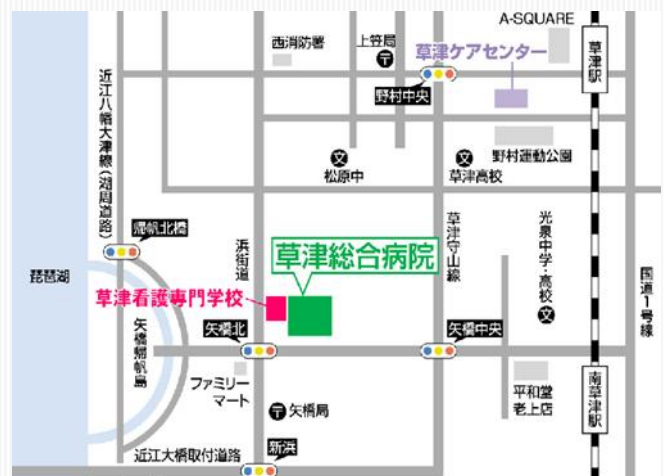 A-SQUARE
西消防署
上笠局
草津ケアセンター
草津駅
野村中央
近江八幡大津線(湖周道路)
松原中
草津高校
野村運動公園
帰帆北橋
浜街道
草津守山線
光泉中学・高校
草津総合病院
琵琶湖
草津看護専門学校
国道1号線
矢橋帰帆島
矢橋北
矢橋中央
ファミリー
マート
矢橋局
平和堂
老上店
南草津駅
近江大橋取付道路
新浜
文
文
文